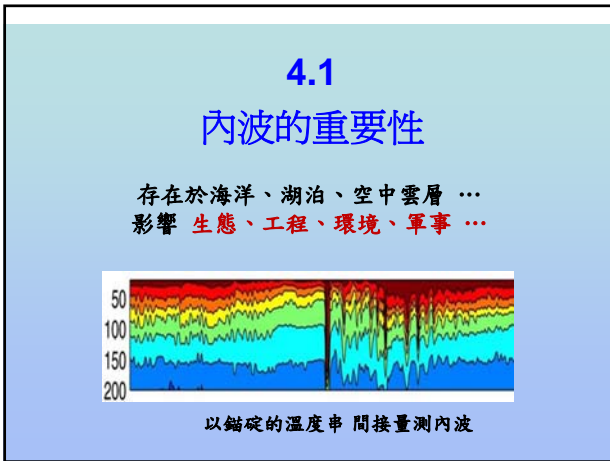 4.1
內波的重要性
存在於海洋、湖泊、空中雲層 …
影響 生態、工程、環境、軍事 …
50
100
150
200
以錨碇的溫度串 間接量測內波